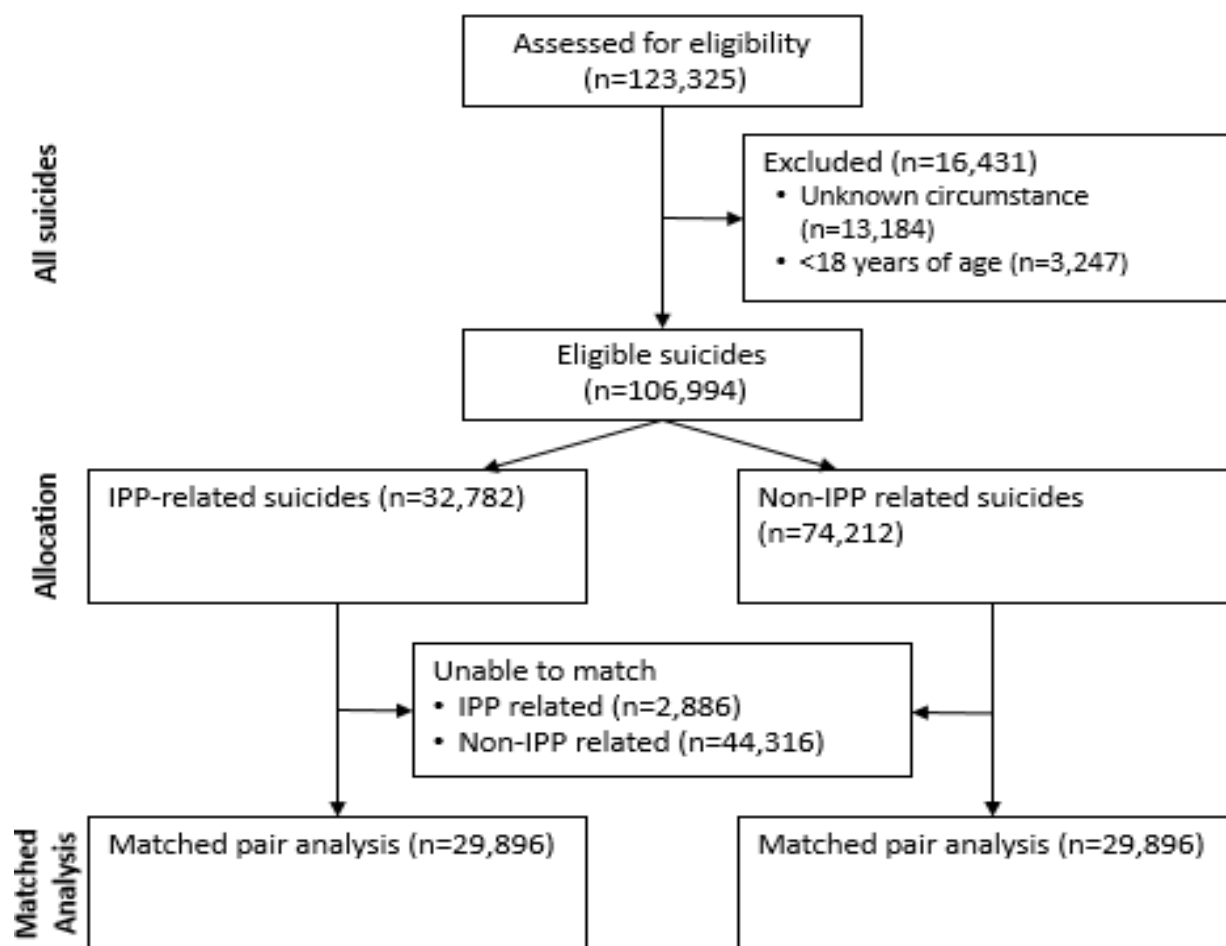 Assessed for eligibility
(n=123,325)
All suicides
Excluded (n=16,431)
• Unknown circumstance
(n=13,184)
• <18 years of age (n=3,247)
Eligible suicides
(n=106,994)
Allocation
IPP-related suicides (n=32,782)
Non-IPP related suicides
(n=74,212)
Unable to match
• IPP related (n=2,886)
• Non-IPP related (n=44,316)
Matched
Analysis
Matched pair analysis (n=29,896)
Matched pair analysis (n=29,896)